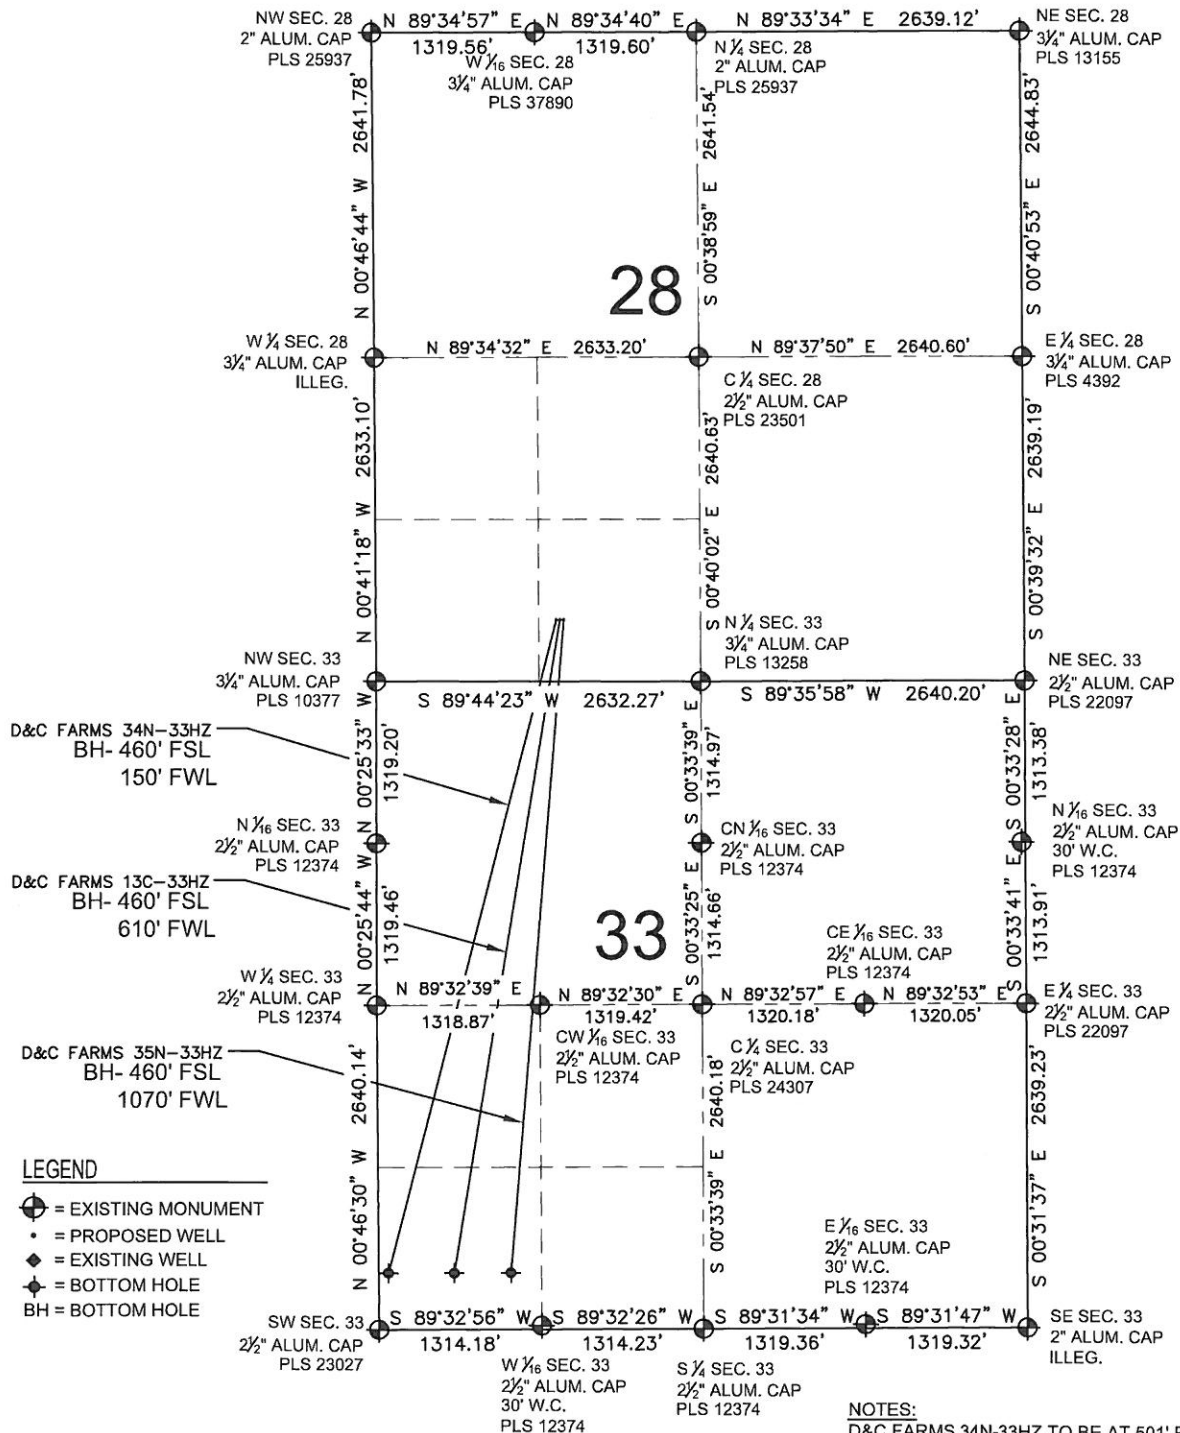 NW SEC. 28
2" ALUM. CAP
PLS 25937
N 89°34'57" E
1319.56'
N 89°34'40" E
1319.60'
N 89°33'34" E 2639.12'
NE SEC. 28
3¼" ALUM. CAP
PLS 13155
W 1⁄16 SEC. 28
3¼" ALUM. CAP
PLS 37890
N ¼ SEC. 28
2" ALUM. CAP
PLS 25937
N 00°46'44" W 2641.78'
S 00°38'59" E 2641.54'
S 00°40'53" E 2644.83'
28
W ¼ SEC. 28
3¼" ALUM. CAP
ILLEG.
N 89°34'32" E 2633.20'
N 89°37'50" E 2640.60'
E ¼ SEC. 28
3¼" ALUM. CAP
PLS 4392
C ¼ SEC. 28
2½" ALUM. CAP
PLS 23501
N 00°41'18" W 2633.10'
S 00°40'02" E 2640.63'
S 00°39'32" E 2639.19'
N ¼ SEC. 33
3¼" ALUM. CAP
PLS 13258
NW SEC. 33
3¼" ALUM. CAP
PLS 10377
S 89°44'23" W 2632.27'
S 89°35'58" W 2640.20'
NE SEC. 33
2½" ALUM. CAP
PLS 22097
D&C FARMS 34N-33HZ
BH- 460' FSL
150' FWL
N 00°25'33" W
1319.20'
S 00°33'39" E
1314.97'
S 00°33'28" E
1313.38'
N 1⁄16 SEC. 33
2½" ALUM. CAP
PLS 12374
CN 1⁄16 SEC. 33
2½" ALUM. CAP
PLS 12374
N 1⁄16 SEC. 33
2½" ALUM. CAP
30' W.C.
PLS 12374
D&C FARMS 13C-33HZ
BH- 460' FSL
610' FWL
N 00°25'44" W
1319.46'
33
S 00°33'25" E
1314.66'
S 00°33'41" E
1313.91'
CE 1⁄16 SEC. 33
2½" ALUM. CAP
PLS 12374
W ¼ SEC. 33
2½" ALUM. CAP
PLS 12374
N 89°32'39" E
1318.87'
N 89°32'30" E
1319.42'
N 89°32'57" E
1320.18'
N 89°32'53" E
1320.05'
E ¼ SEC. 33
2½" ALUM. CAP
PLS 22097
CW 1⁄16 SEC. 33
2½" ALUM. CAP
PLS 12374
C ¼ SEC. 33
2½" ALUM. CAP
PLS 24307
D&C FARMS 35N-33HZ
BH- 460' FSL
1070' FWL
N 00°46'30" W 2640.14'
S 00°33'39" E 2640.18'
S 00°31'37" E 2639.23'
LEGEND
= EXISTING MONUMENT
= PROPOSED WELL
= EXISTING WELL
= BOTTOM HOLE
BH = BOTTOM HOLE
E 1⁄16 SEC. 33
2½" ALUM. CAP
30' W.C.
PLS 12374
SW SEC. 33
2½" ALUM. CAP
PLS 23027
S 89°32'56" W
1314.18'
S 89°32'26" W
1314.23'
S 89°31'34" W
1319.36'
S 89°31'47" W
1319.32'
SE SEC. 33
2" ALUM. CAP
ILLEG.
W 1⁄16 SEC. 33
2½" ALUM. CAP
30' W.C.
PLS 12374
S ¼ SEC. 33
2½" ALUM. CAP
PLS 12374
NOTES:
D&C FARMS 34N-33HZ TO BE AT 501'